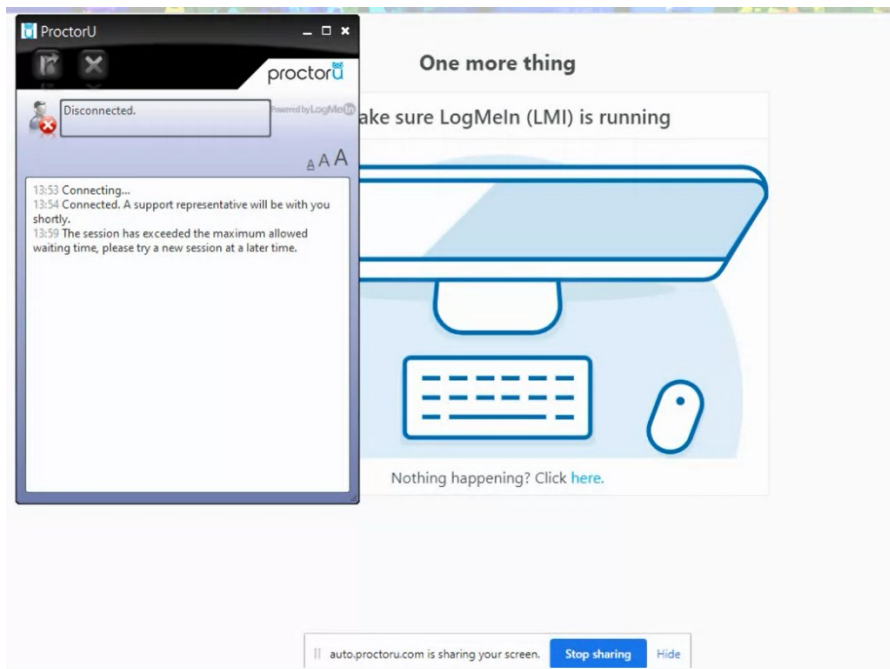 ProctorU
proctorU
Disconnected.
Powered by LogMeIn
A A A
13:53 Connecting...
13:54 Connected. A support representative will be with you
shortly.
13:59 The session has exceeded the maximum allowed
waiting time, please try a new session at a later time.
One more thing
ake sure LogMeIn (LMI) is running
Nothing happening? Click here.
auto.proctoru.com is sharing your screen.
Stop sharing
Hide